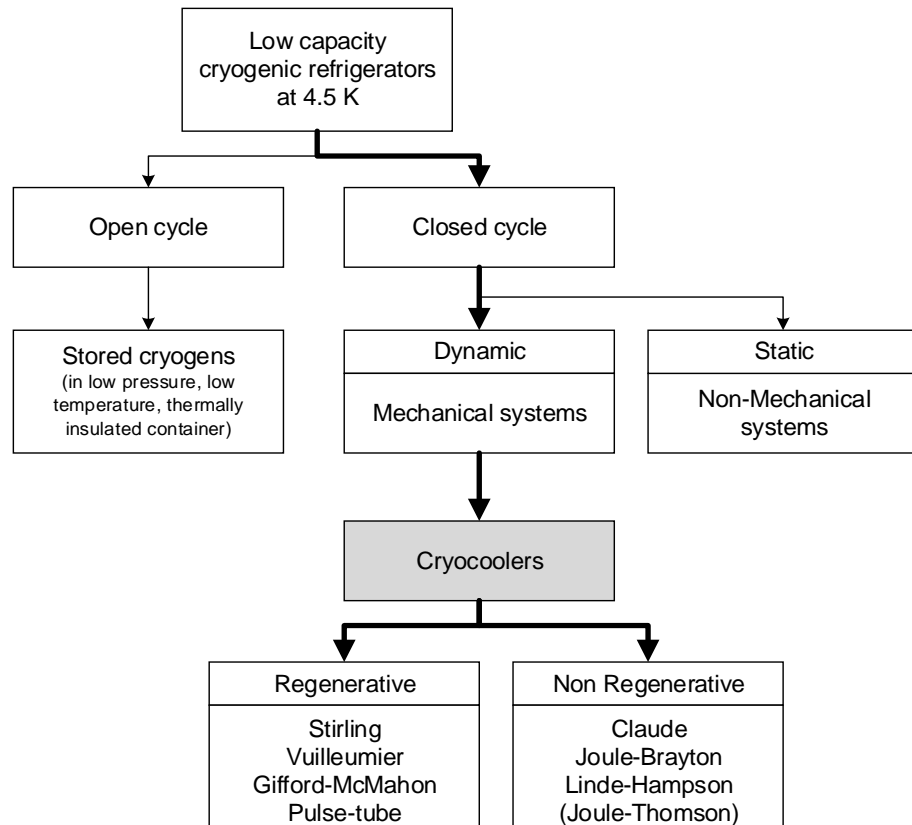 Low capacity
cryogenic refrigerators
at 4.5 K
Open cycle
Closed cycle
Stored cryogens
(in low pressure, low
temperature, thermally
insulated container)
Dynamic
Mechanical systems
Static
Non-Mechanical
systems
Cryocoolers
Regenerative
Stirling
Vuilleumier
Gifford-McMahon
Pulse-tube
Non Regenerative
Claude
Joule-Brayton
Linde-Hampson
(Joule-Thomson)